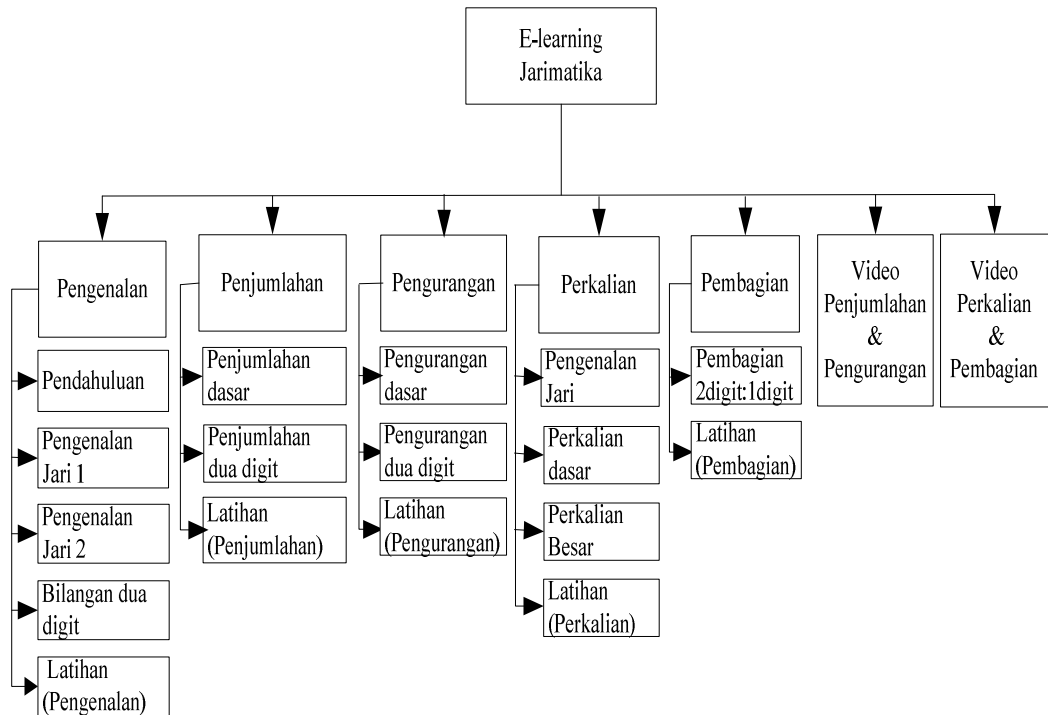 E-learning
Jarimatika
Pengenalan
Pendahuluan
Pengenalan
Jari 1
Pengenalan
Jari 2
Bilangan dua
digit
Latihan
(Pengenalan)
Penjumlahan
Penjumlahan
dasar
Penjumlahan
dua digit
Latihan
(Penjumlahan)
Pengurangan
Pengurangan
dasar
Pengurangan
dua digit
Latihan
(Pengurangan)
Perkalian
Pengenalan
Jari
Perkalian
dasar
Perkalian
Besar
Latihan
(Perkalian)
Pembagian
Pembagian
2digit:1digit
Latihan
(Pembagian)
Video
Penjumlahan
&
Pengurangan
Video
Perkalian
&
Pembagian